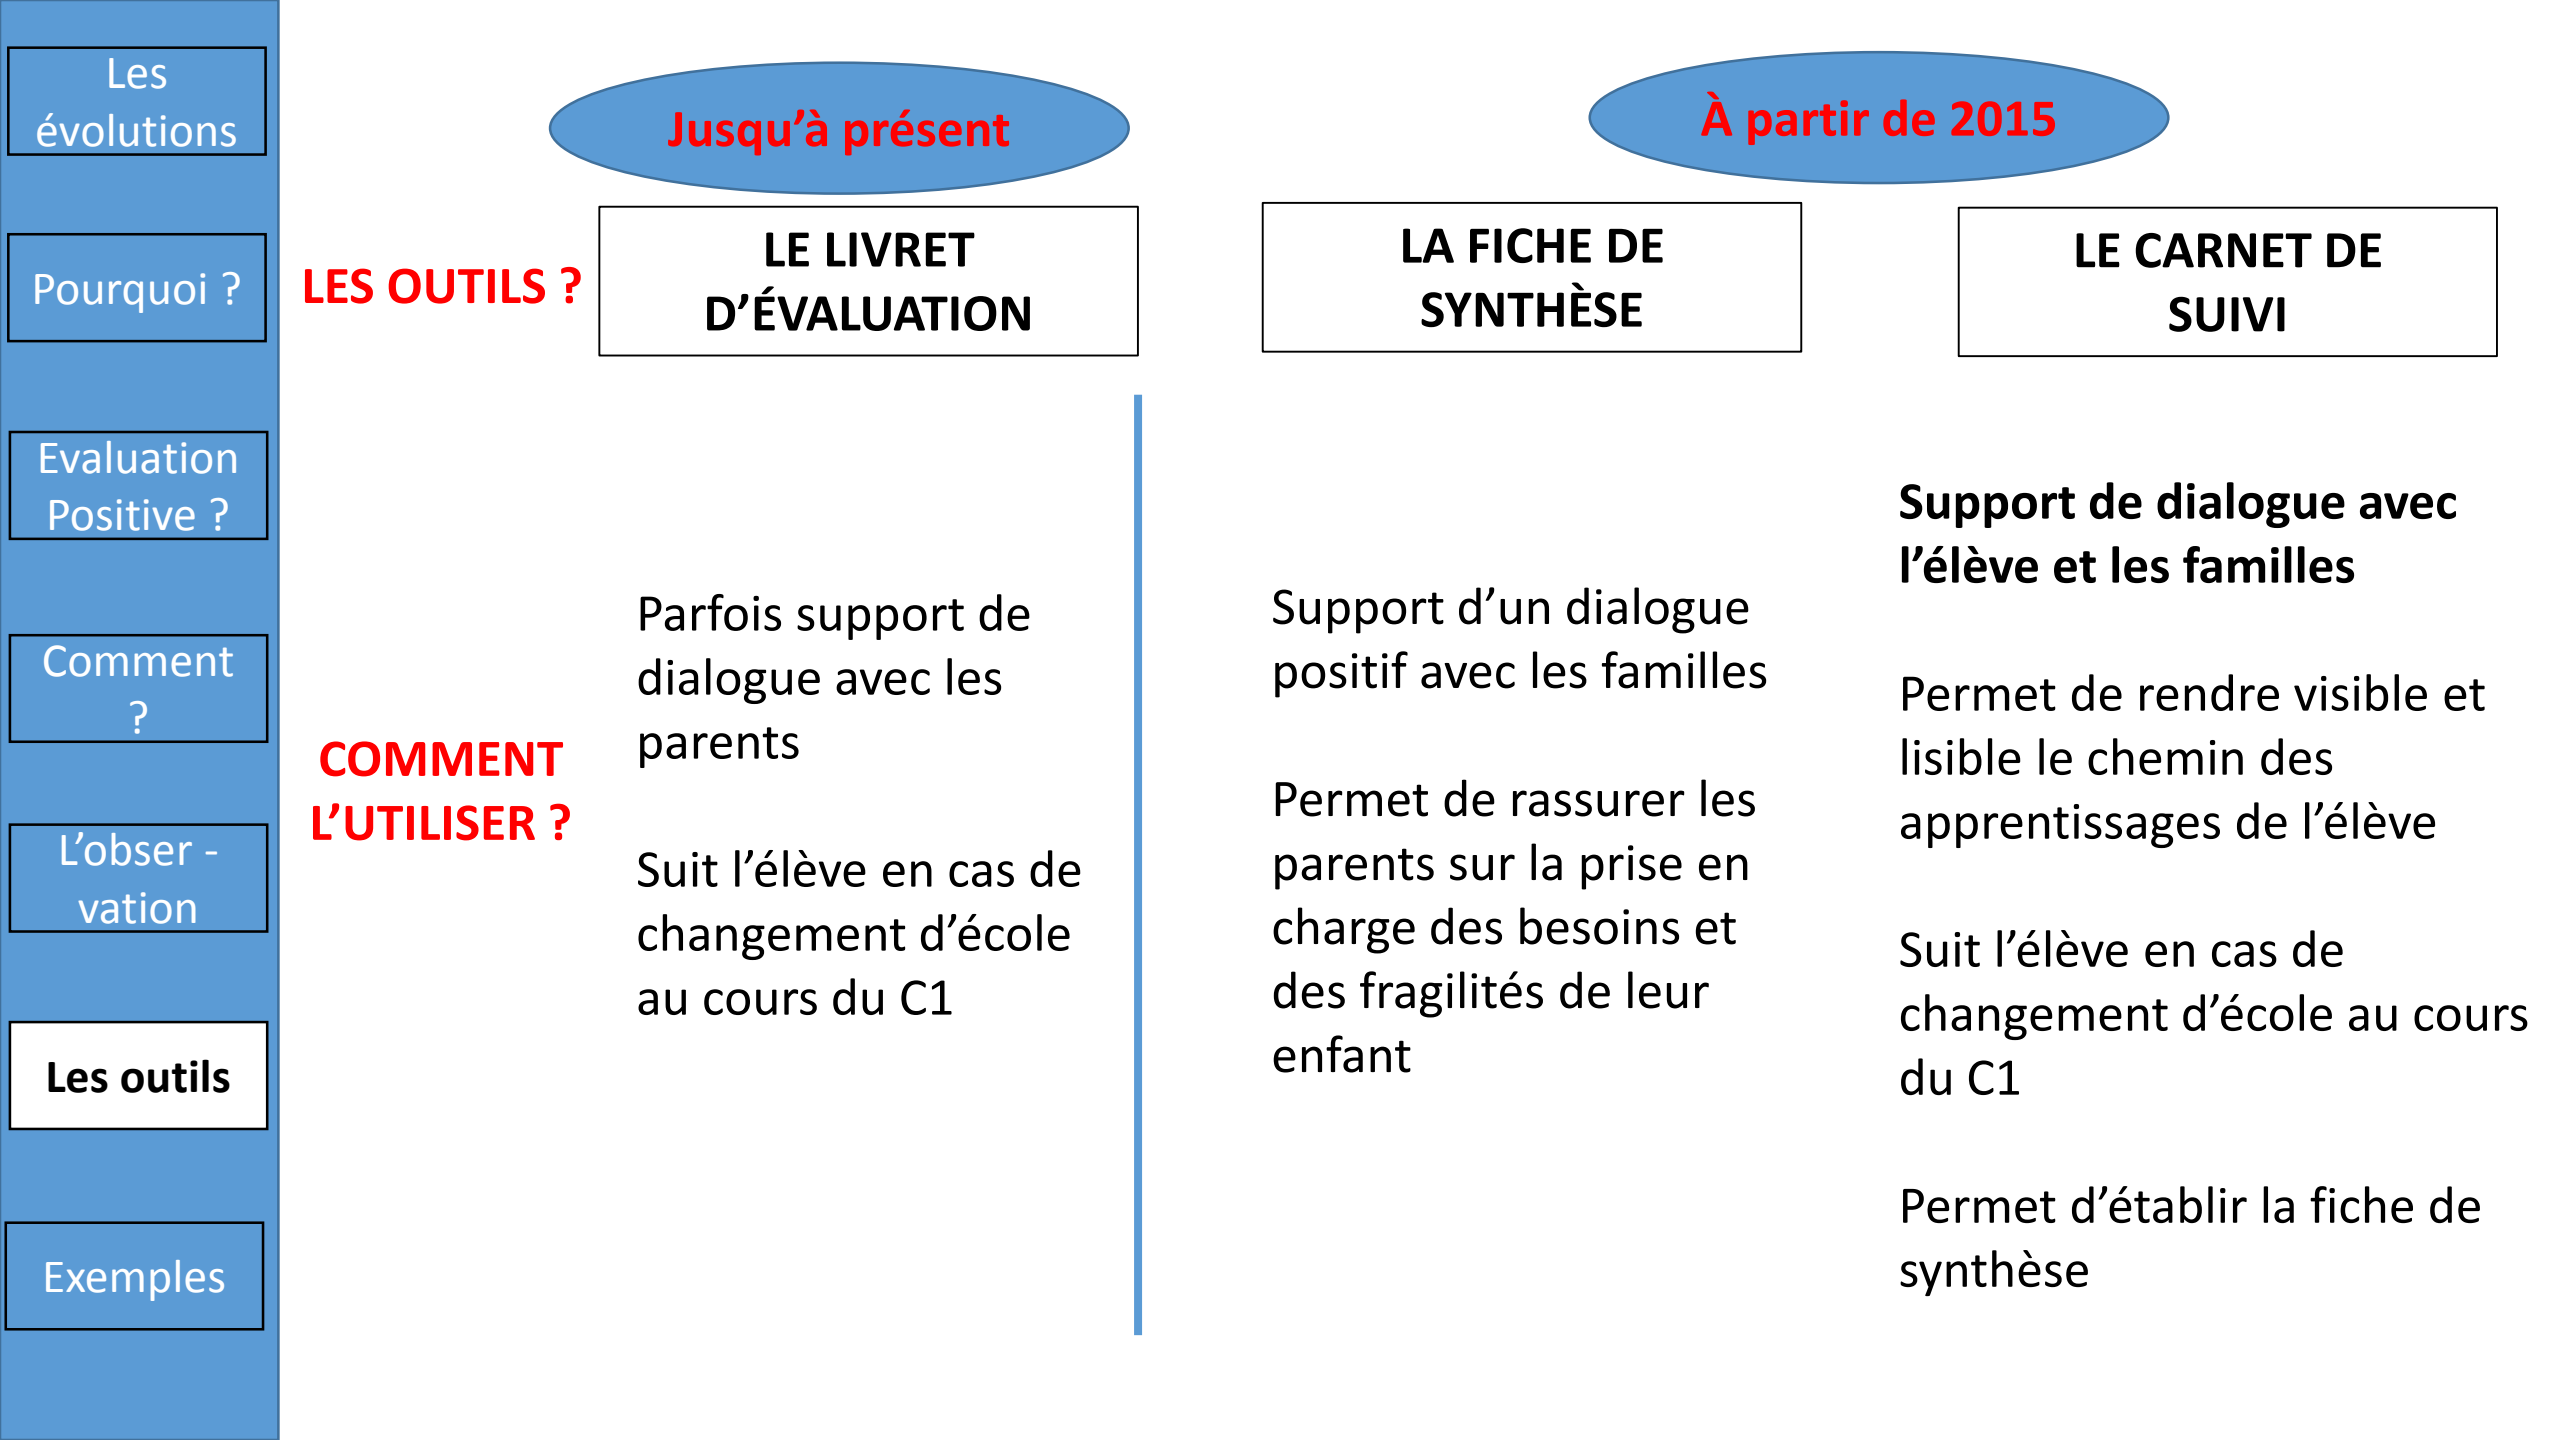 Les
évolutions
Pourquoi ?
Evaluation
Positive ?
Comment
?
L’obser -
vation
Les outils
Exemples
Jusqu’à présent
À partir de 2015
LES OUTILS ?
LE LIVRET
D’ÉVALUATION
LA FICHE DE
SYNTHÈSE
LE CARNET DE
SUIVI
COMMENT
L’UTILISER ?
Parfois support de
dialogue avec les
parents
Suit l’élève en cas de
changement d’école
au cours du C1
Support d’un dialogue
positif avec les familles
Permet de rassurer les
parents sur la prise en
charge des besoins et
des fragilités de leur
enfant
Support de dialogue avec
l’élève et les familles
Permet de rendre visible et
lisible le chemin des
apprentissages de l’élève
Suit l’élève en cas de
changement d’école au cours
du C1
Permet d’établir la fiche de
synthèse